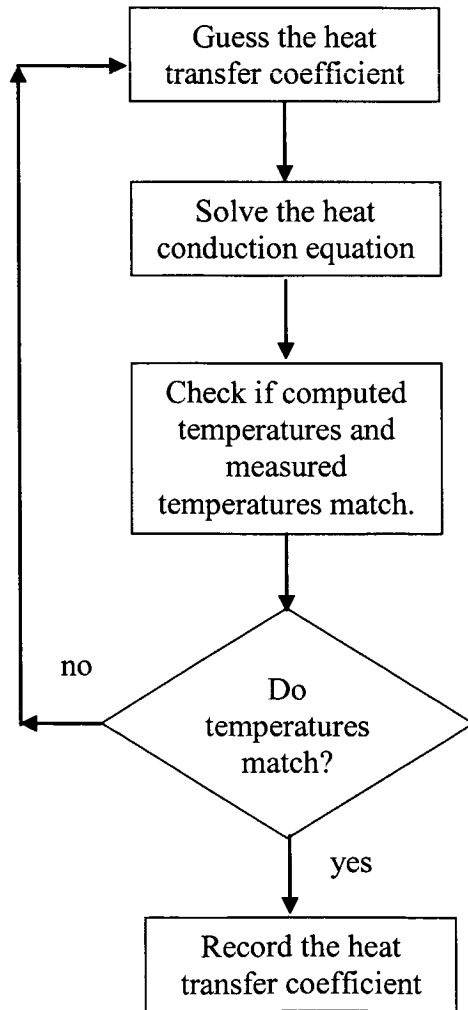 Guess the heat
transfer coefficient
Solve the heat
conduction equation
Check if computed
temperatures and
measured
temperatures match.
no
Do
temperatures
match?
yes
Record the heat
transfer coefficient